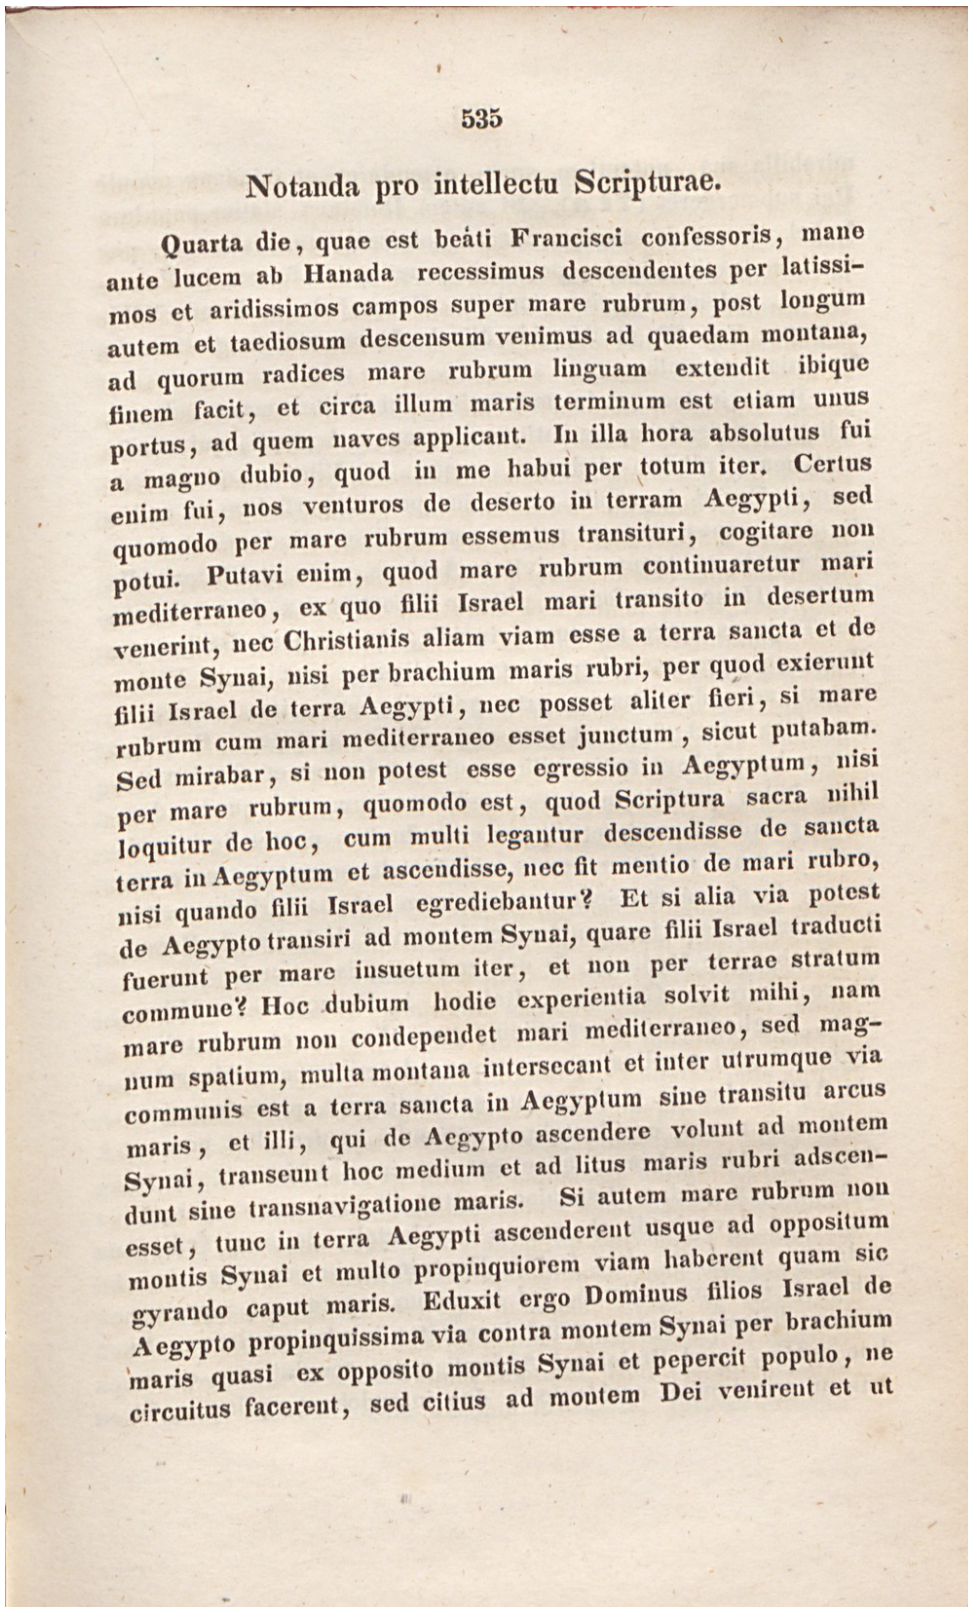 535
Notanda pro intellectu Scripturae.
Quarta die, quae est beati Francisci confessoris, mane
ante lucem ab Hanada recessimus descendentes per latissi-
mos et aridissimos campos super mare rubrum, post longum
autem et taediosum descensum venimus ad quaedam montana,
ad quorum radices mare rubrum linguam extendit ibique
finem facit, et circa illum maris terminum est etiam unus
portus, ad quem naves applicant. In illa hora absolutus fui
a magno dubio, quod in me habui per totum iter. Certus
enim fui, nos venturos de deserto in terram Aegypti, sed
quomodo per mare rubrum essemus transituri, cogitare non
potui. Putavi enim, quod mare rubrum continuaretur mari
mediterraneo, ex quo filii Israel mari transito in desertum
venerint, nec Christianis aliam viam esse a terra sancta et de
monte Synai, nisi per brachium maris rubri, per quod exierunt
filii Israel de terra Aegypti, nec posset aliter fieri, si mare
rubrum cum mari mediterraneo esset junctum, sicut putabam.
Sed mirabar, si non potest esse egressio in Aegyptum, nisi
per mare rubrum, quomodo est, quod Scriptura sacra nihil
loquitur de hoc, cum multi legantur descendisse de sancta
terra in Aegyptum et ascendisse, nec fit mentio de mari rubro,
nisi quando filii Israel egrediebantur? Et si alia via potest
de Aegypto transiri ad montem Synai, quare filii Israel traducti
fuerunt per mare insuetum iter, et non per terrae stratum
commune? Hoc dubium hodie experientia solvit mihi, nam
mare rubrum non condependet mari mediterraneo, sed mag-
num spatium, multa montana intersecant et inter utrumque via
communis est a terra sancta in Aegyptum sine transitu arcus
maris, et illi, qui de Aegypto ascendere volunt ad montem
Synai, transeunt hoc medium et ad litus maris rubri adscen-
dunt sine transnavigatione maris. Si autem mare rubrum non
esset, tunc in terra Aegypti ascenderent usque ad oppositum
montis Synai et multo propinquiorem viam haberent quam sic
gyrando caput maris. Eduxit ergo Dominus filios Israel de
Aegypto propinquissima via contra montem Synai per brachium
maris quasi ex opposito montis Synai et pepercit populo, ne
circuitus facerent, sed citius ad montem Dei venirent et ut